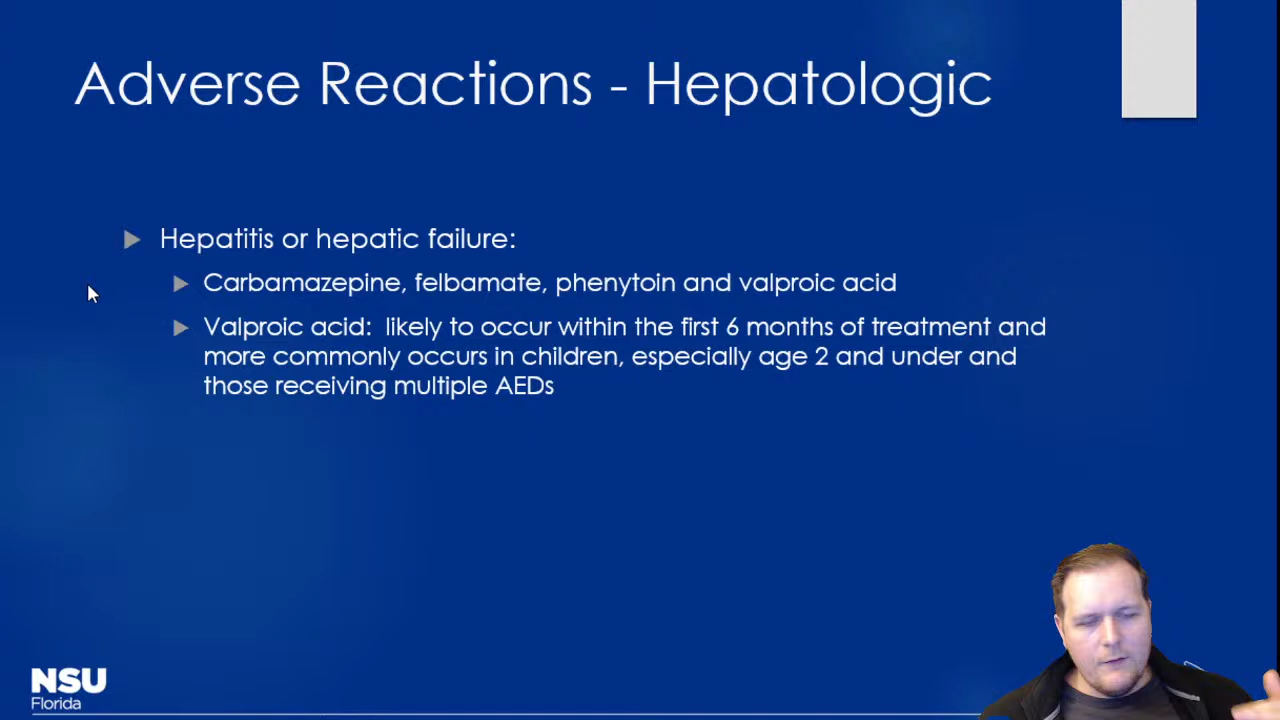 Adverse Reactions - Hepatologic
Hepatitis or hepatic failure:
Carbamazepine, felbamate, phenytoin and valproic acid
Valproic acid:  likely to occur within the first 6 months of treatment and
more commonly occurs in children, especially age 2 and under and
those receiving multiple AEDs
NSU
Florida